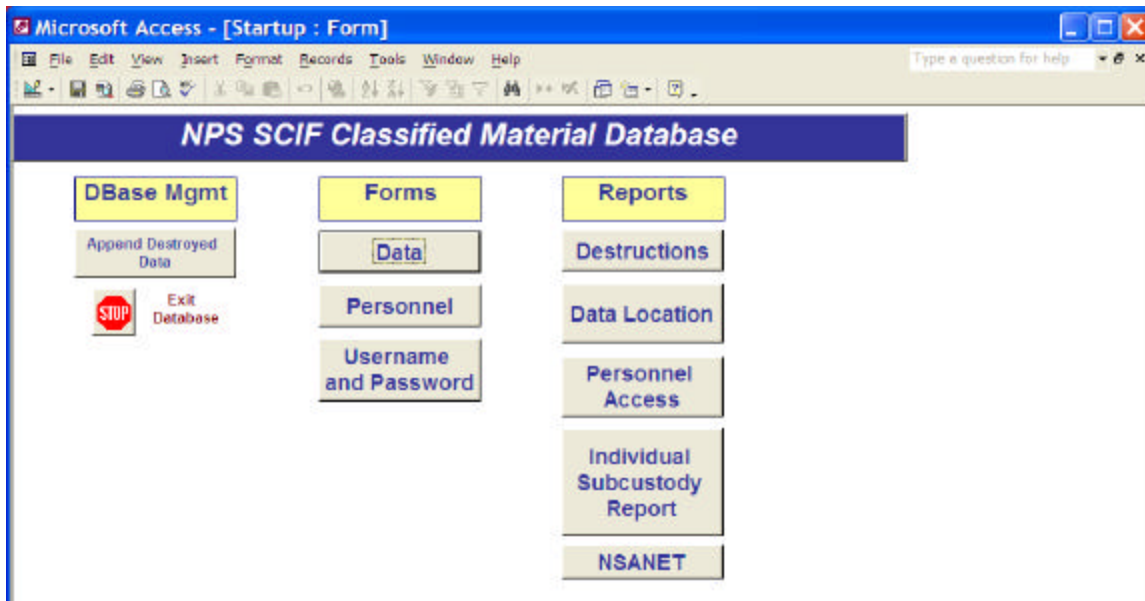 Microsoft Access - [Startup : Form]
File Edit View Insert Format Records Tools Window Help
Type a question for help
NPS SCIF Classified Material Database
DBase Mgmt
Append Destroyed
Data
STOP
Exit
Database
Forms
Data
Personnel
Username
and Password
Reports
Destructions
Data Location
Personnel
Access
Individual
Subcustody
Report
NSANET